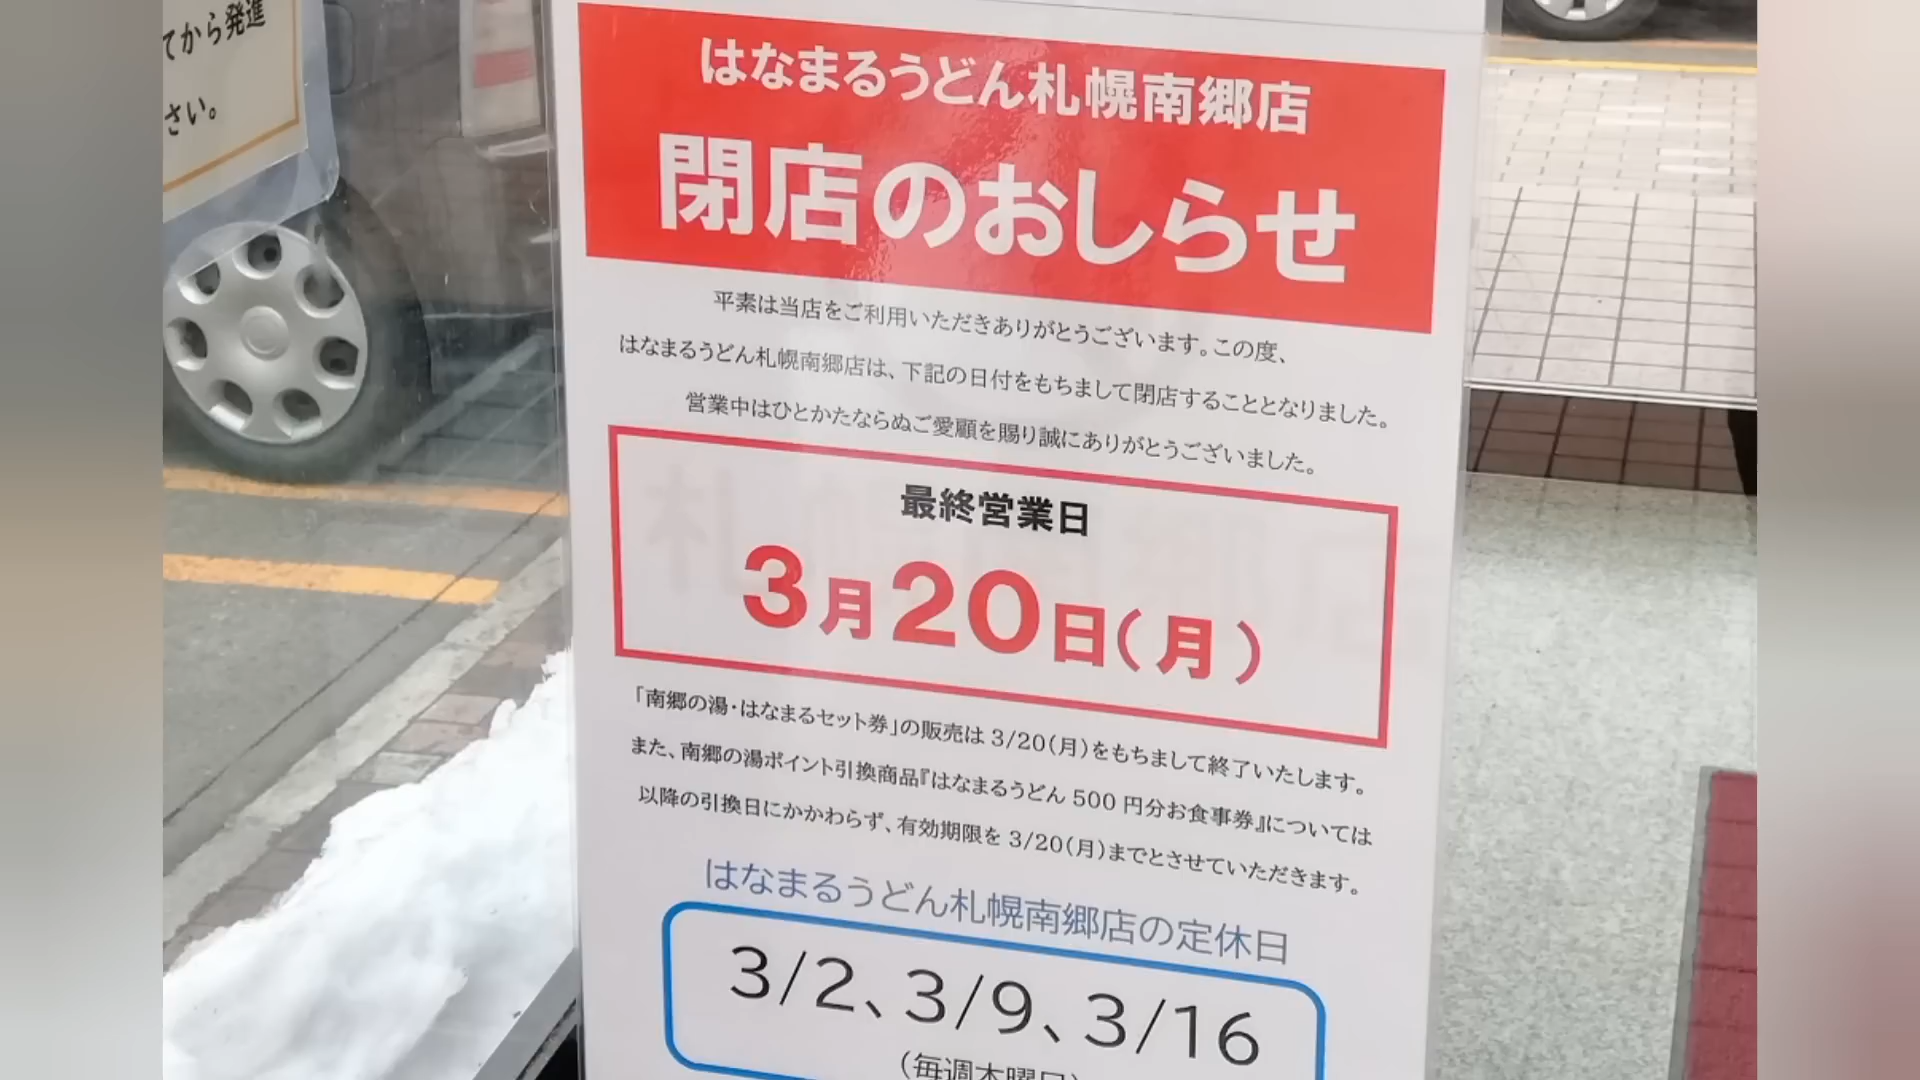 てから発進
さい。
はなまるうどん札幌南郷店
閉店のおしらせ
平素は当店をご利用いただきありがとうございます。この度、
はなまるうどん札幌南郷店は、下記の日付をもちまして閉店することとなりました。
営業中はひとかたならぬご愛顧を賜り誠にありがとうございました。
最終営業日
3月20日(月)
「南郷の湯・はなまるセット券」の販売は 3/20(月)をもちまして終了いたします。
また、南郷の湯ポイント引換商品『はなまるうどん 500 円分お食事券』については
以降の引換日にかかわらず、有効期限を 3/20(月)までとさせていただきます。
はなまるうどん札幌南郷店の定休日
3/2、3/9、3/16
(毎週木曜日)